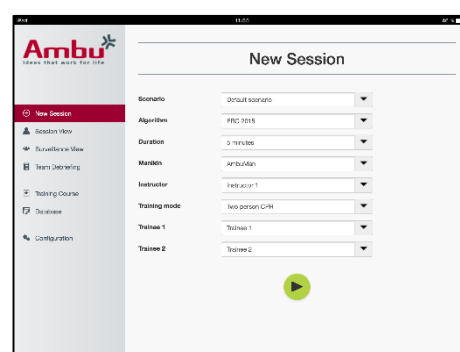 iPad 11.50
Ambu
Ideas that work for life
New Session
New Session
Session View
Surveillance View
Team Debriefing
Training Course
Database
Configuration
Scenario Default scenario
Algorithm ERC 2015
Duration 5 minutes
Manikin AmbuMan
Instructor Instructor 1
Training mode Two person CPR
Trainee 1 Trainee 1
Trainee 2 Trainee 2